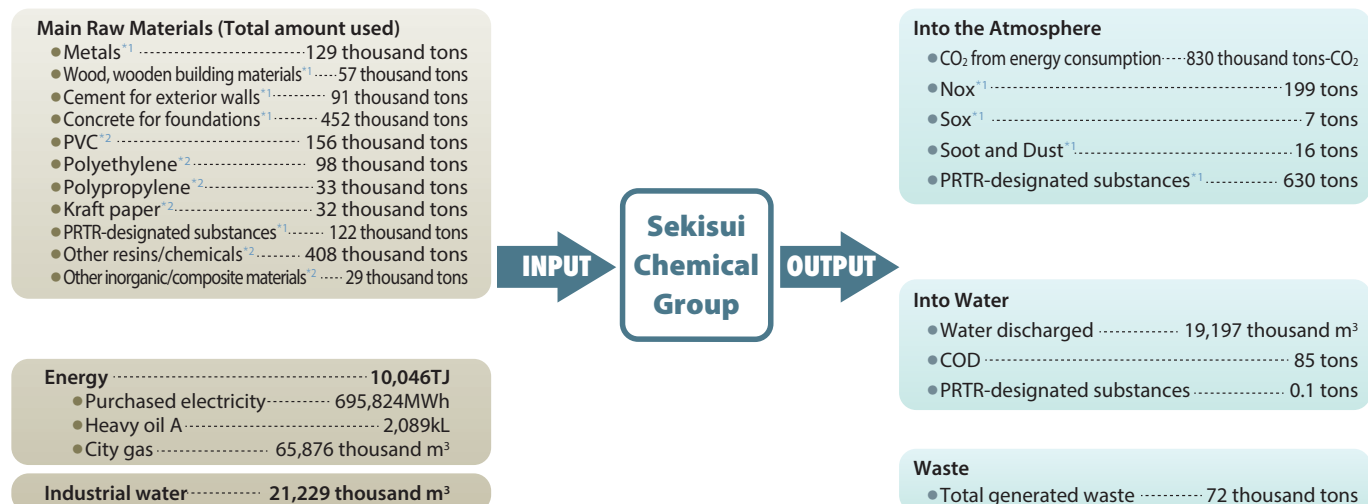 Main Raw Materials (Total amount used)
●Metals*1 ........ 129 thousand tons
●Wood, wooden building materials*1 ..... 57 thousand tons
●Cement for exterior walls*1 ........ 91 thousand tons
●Concrete for foundations*1 ........ 452 thousand tons
●PVC*2 ........ 156 thousand tons
●Polyethylene*2 ........ 98 thousand tons
●Polypropylene*2 ........ 33 thousand tons
●Kraft paper*2 ........ 32 thousand tons
●PRTR-designated substances*1 ........ 122 thousand tons
●Other resins/chemicals*2 ........ 408 thousand tons
●Other inorganic/composite materials*2 ..... 29 thousand tons
Energy ........ 10,046TJ
●Purchased electricity ........ 695,824MWh
●Heavy oil A ........ 2,089kL
●City gas ........ 65,876 thousand m³
Industrial water ........ 21,229 thousand m³
INPUT
Sekisui
Chemical
Group
OUTPUT
Into the Atmosphere
●CO₂ from energy consumption ..... 830 thousand tons-CO₂
●Nox*1 ........ 199 tons
●Sox*1 ........ 7 tons
●Soot and Dust*1 ........ 16 tons
●PRTR-designated substances*1 ........ 630 tons
Into Water
●Water discharged ........ 19,197 thousand m³
●COD ........ 85 tons
●PRTR-designated substances ........ 0.1 tons
Waste
●Total generated waste ........ 72 thousand tons